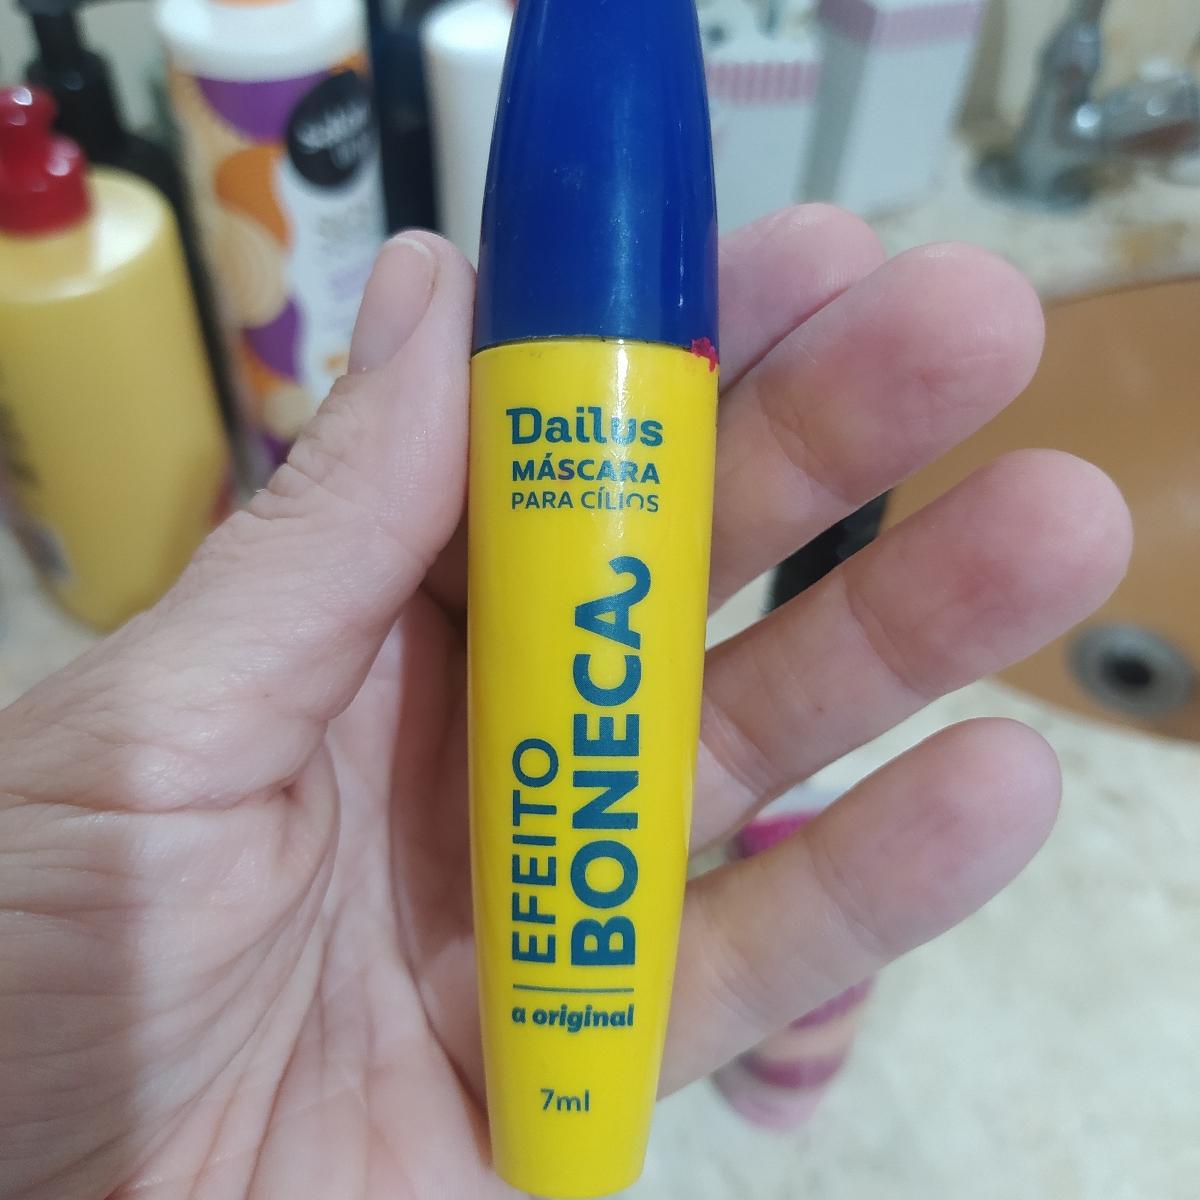 Dailus
MÁSCARA
PARA CÍLIOS
EFEITO
BONECA
a original
7ml